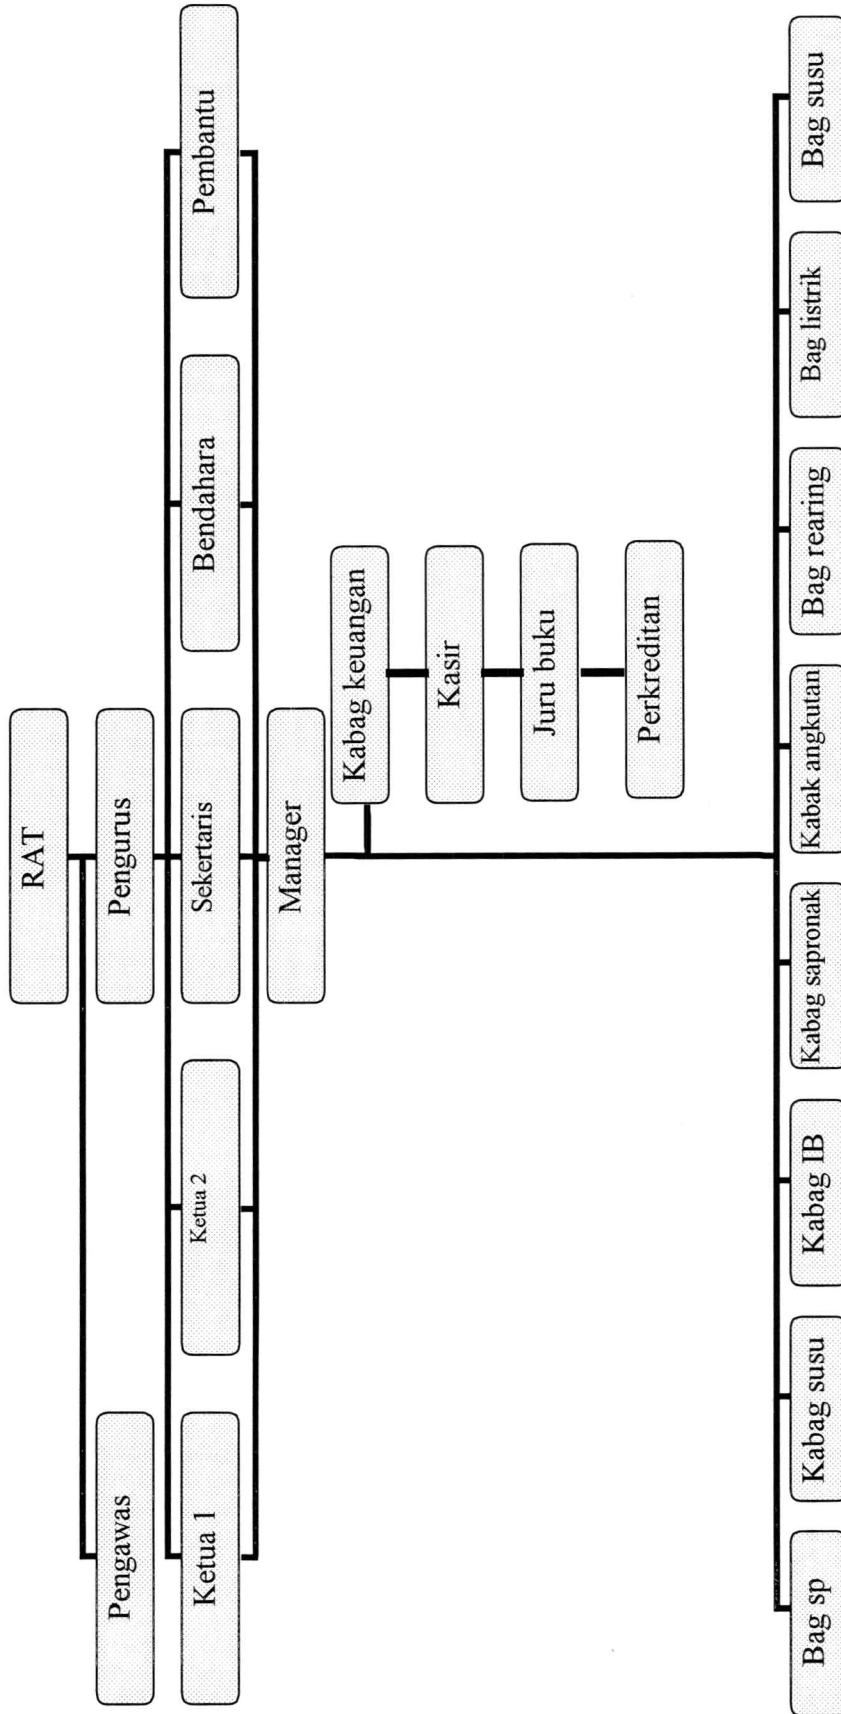 RAT
Pengawas
Pengurus
Ketua 1
Ketua 2
Sekertaris
Bendahara
Pembantu
Manager
Kabag keuangan
Kasir
Juru buku
Perkreditan
Bag sp
Kabag susu
Kabag IB
Kabag sapronak
Kabak angkutan
Bag rearing
Bag listrik
Bag susu